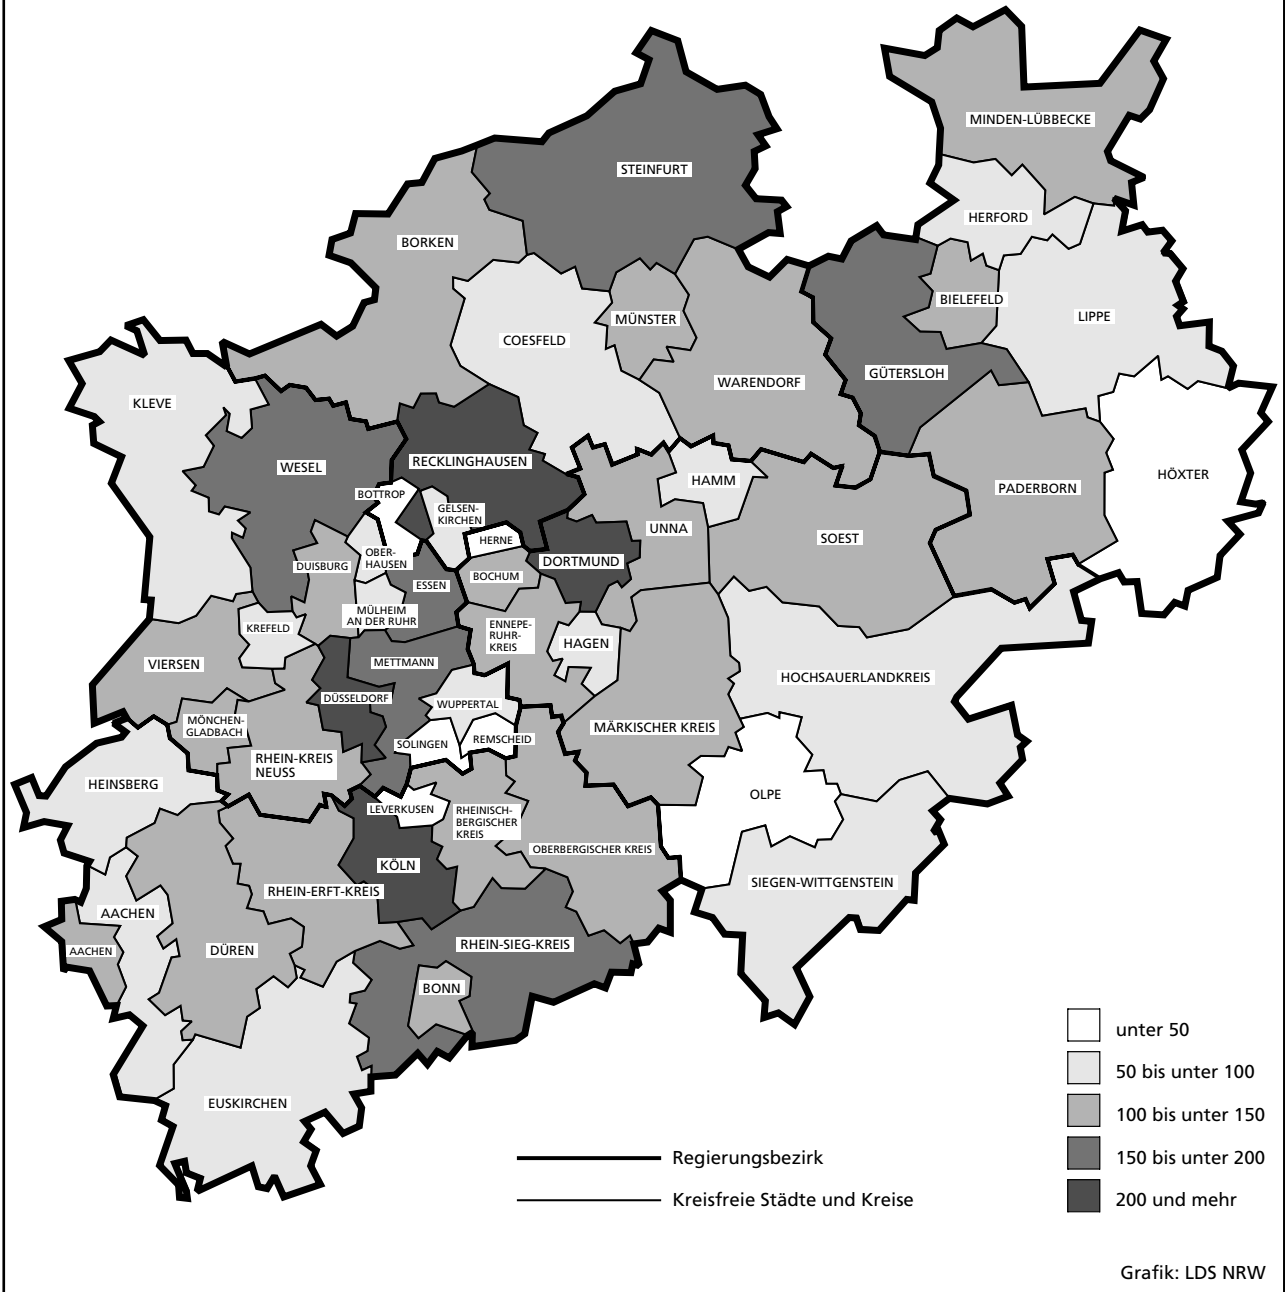 MINDEN-LÜBBECKE
STEINFURT
HERFORD
BORKEN
BIELEFELD
LIPPE
MÜNSTER
COESFELD
GÜTERSLOH
WARENDORF
KLEVE
RECKLINGHAUSEN
WESEL
HÖXTER
HAMM
PADERBORN
BOTTROP
GELSEN-
KIRCHEN
UNNA
SOEST
HERNE
OBER-
HAUSEN
DORTMUND
DUISBURG
BOCHUM
ESSEN
MÜLHEIM
AN DER RUHR
KREFELD
ENNEPE-
RUHR-
KREIS
HAGEN
VIERSEN
METTMANN
HOCHSAUERLANDKREIS
DÜSSELDORF
WUPPERTAL
MÖNCHEN-
GLADBACH
MÄRKISCHER KREIS
SOLINGEN
REMSCHEID
RHEIN-KREIS
NEUSS
HEINSBERG
OLPE
LEVERKUSEN
RHEINISCH-
BERGISCHER
KREIS
OBERBERGISCHER KREIS
KÖLN
SIEGEN-WITTGENSTEIN
RHEIN-ERFT-KREIS
AACHEN
AACHEN
DÜREN
RHEIN-SIEG-KREIS
BONN
EUSKIRCHEN
unter 50
50 bis unter 100
100 bis unter 150
150 bis unter 200
200 und mehr
Regierungsbezirk
Kreisfreie Städte und Kreise
Grafik: LDS NRW